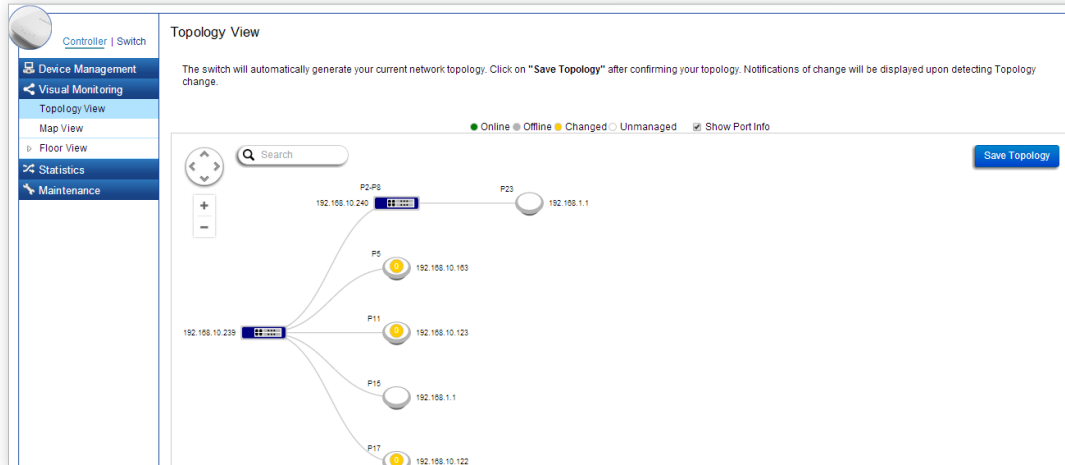 Controller | Switch
Device Management
Visual Monitoring
Topology View
Map View
Floor View
Statistics
Maintenance
Topology View
The switch will automatically generate your current network topology. Click on "Save Topology" after confirming your topology. Notifications of change will be displayed upon detecting Topology
change.
Online Offline Changed Unmanaged Show Port Info
Search
Save Topology
P2-P8 P23
192.168.10.240 192.168.1.1
P5
0 192.168.10.163
P11
192.168.10.239 0 192.168.10.123
P15
192.168.1.1
P17
0 192.168.10.122